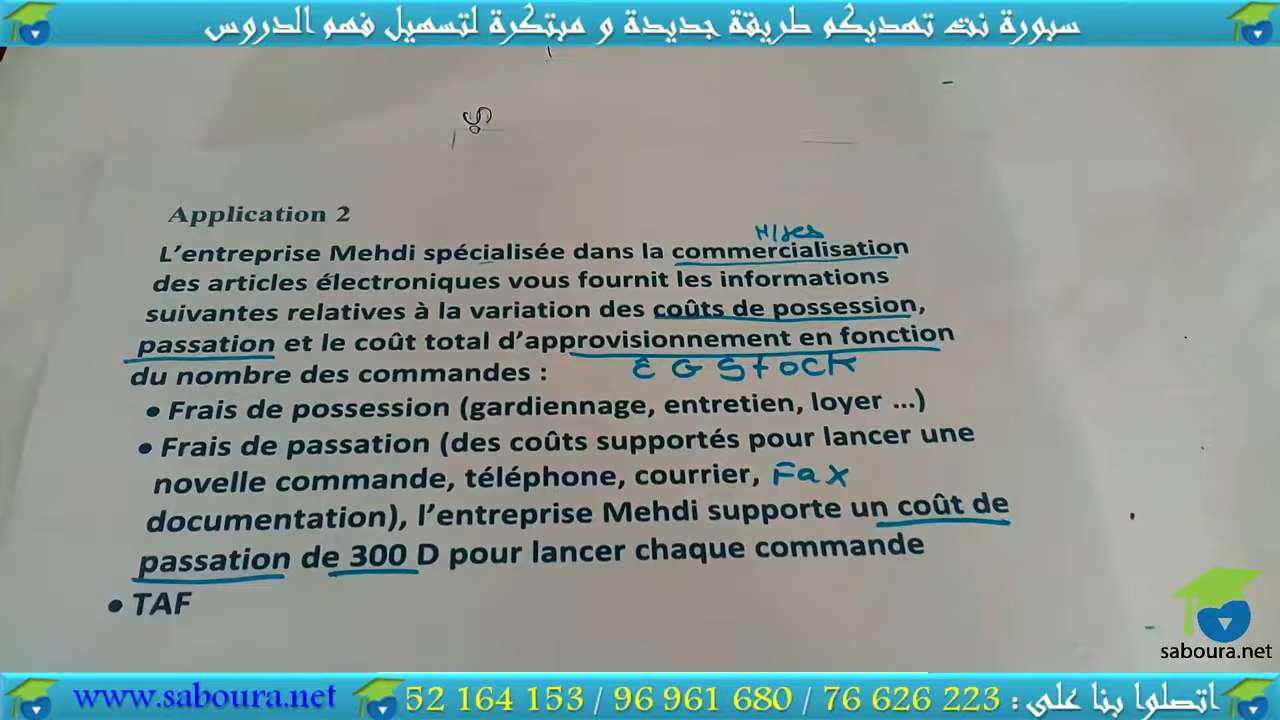 سبورة نت تهديكم طريقة جديدة و مبتكرة لتسهيل فهم الدروس
Application 2
M/ses
L'entreprise Mehdi spécialisée dans la commercialisation
des articles électroniques vous fournit les informations
suivantes relatives à la variation des coûts de possession,
passation et le coût total d'approvisionnement en fonction
du nombre des commandes : E G Stock
• Frais de possession (gardiennage, entretien, loyer ...)
• Frais de passation (des coûts supportés pour lancer une
novelle commande, téléphone, courrier, Fax
documentation), l'entreprise Mehdi supporte un coût de
passation de 300 D pour lancer chaque commande
• TAF
saboura.net
www.saboura.net 52 164 153 / 96 961 680 / 76 626 223 : اتصلوا بنا على